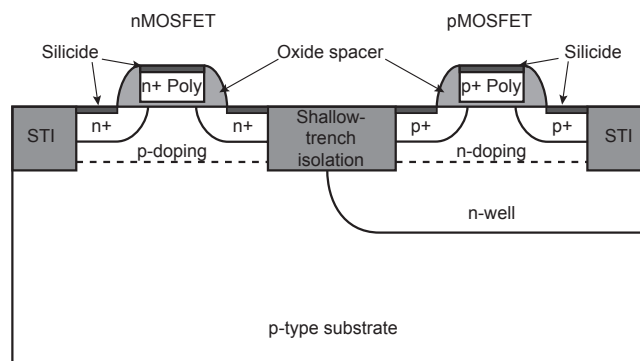 nMOSFET
pMOSFET
Silicide
Oxide spacer
Silicide
n+ Poly
p+ Poly
STI
n+
n+
Shallow-
trench
isolation
p+
p+
STI
p-doping
n-doping
n-well
p-type substrate